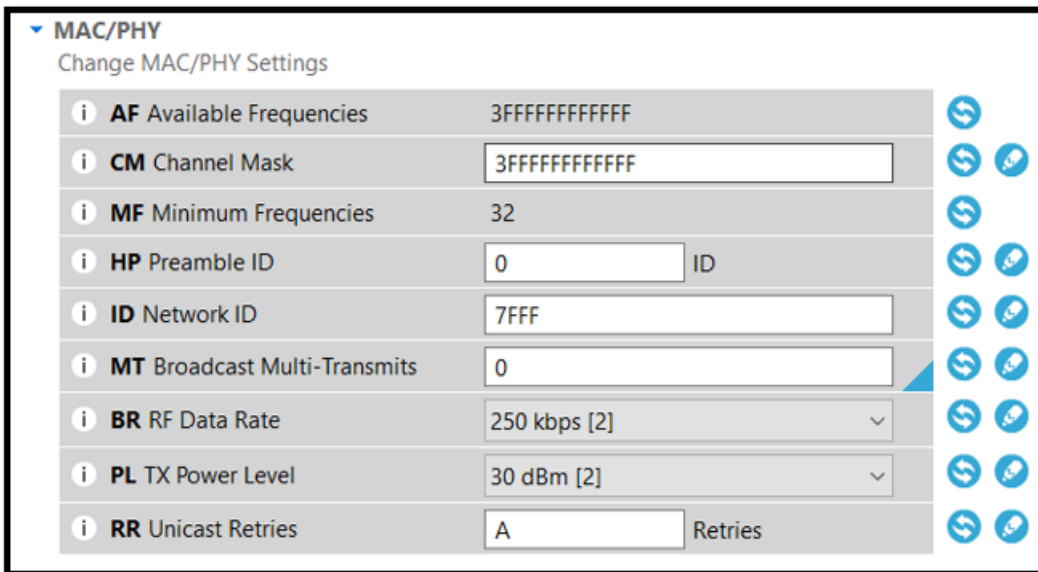 MAC/PHY
Change MAC/PHY Settings
i AF Available Frequencies 3FFFFFFFFFFFF
i CM Channel Mask 3FFFFFFFFFFFF
i MF Minimum Frequencies 32
i HP Preamble ID 0 ID
i ID Network ID 7FFF
i MT Broadcast Multi-Transmits 0
i BR RF Data Rate 250 kbps [2]
i PL TX Power Level 30 dBm [2]
i RR Unicast Retries A Retries